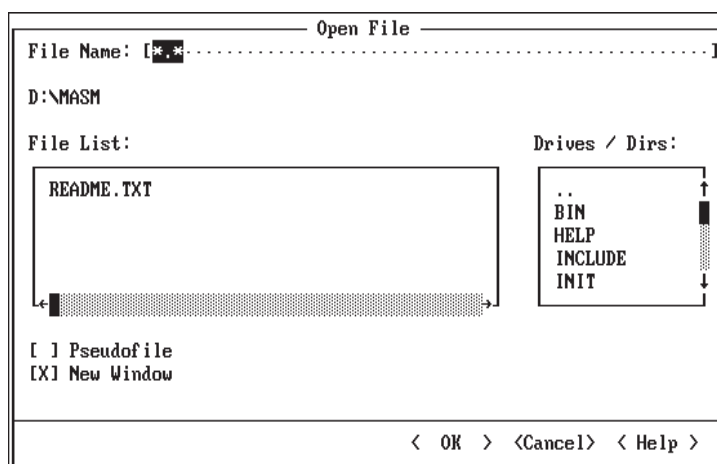 Open File
File Name: [*.*·······················································]
D:\MASM
File List:
Drives / Dirs:
README.TXT
..
BIN
HELP
INCLUDE
INIT
[ ] Pseudofile
[X] New Window
< OK > <Cancel> < Help >